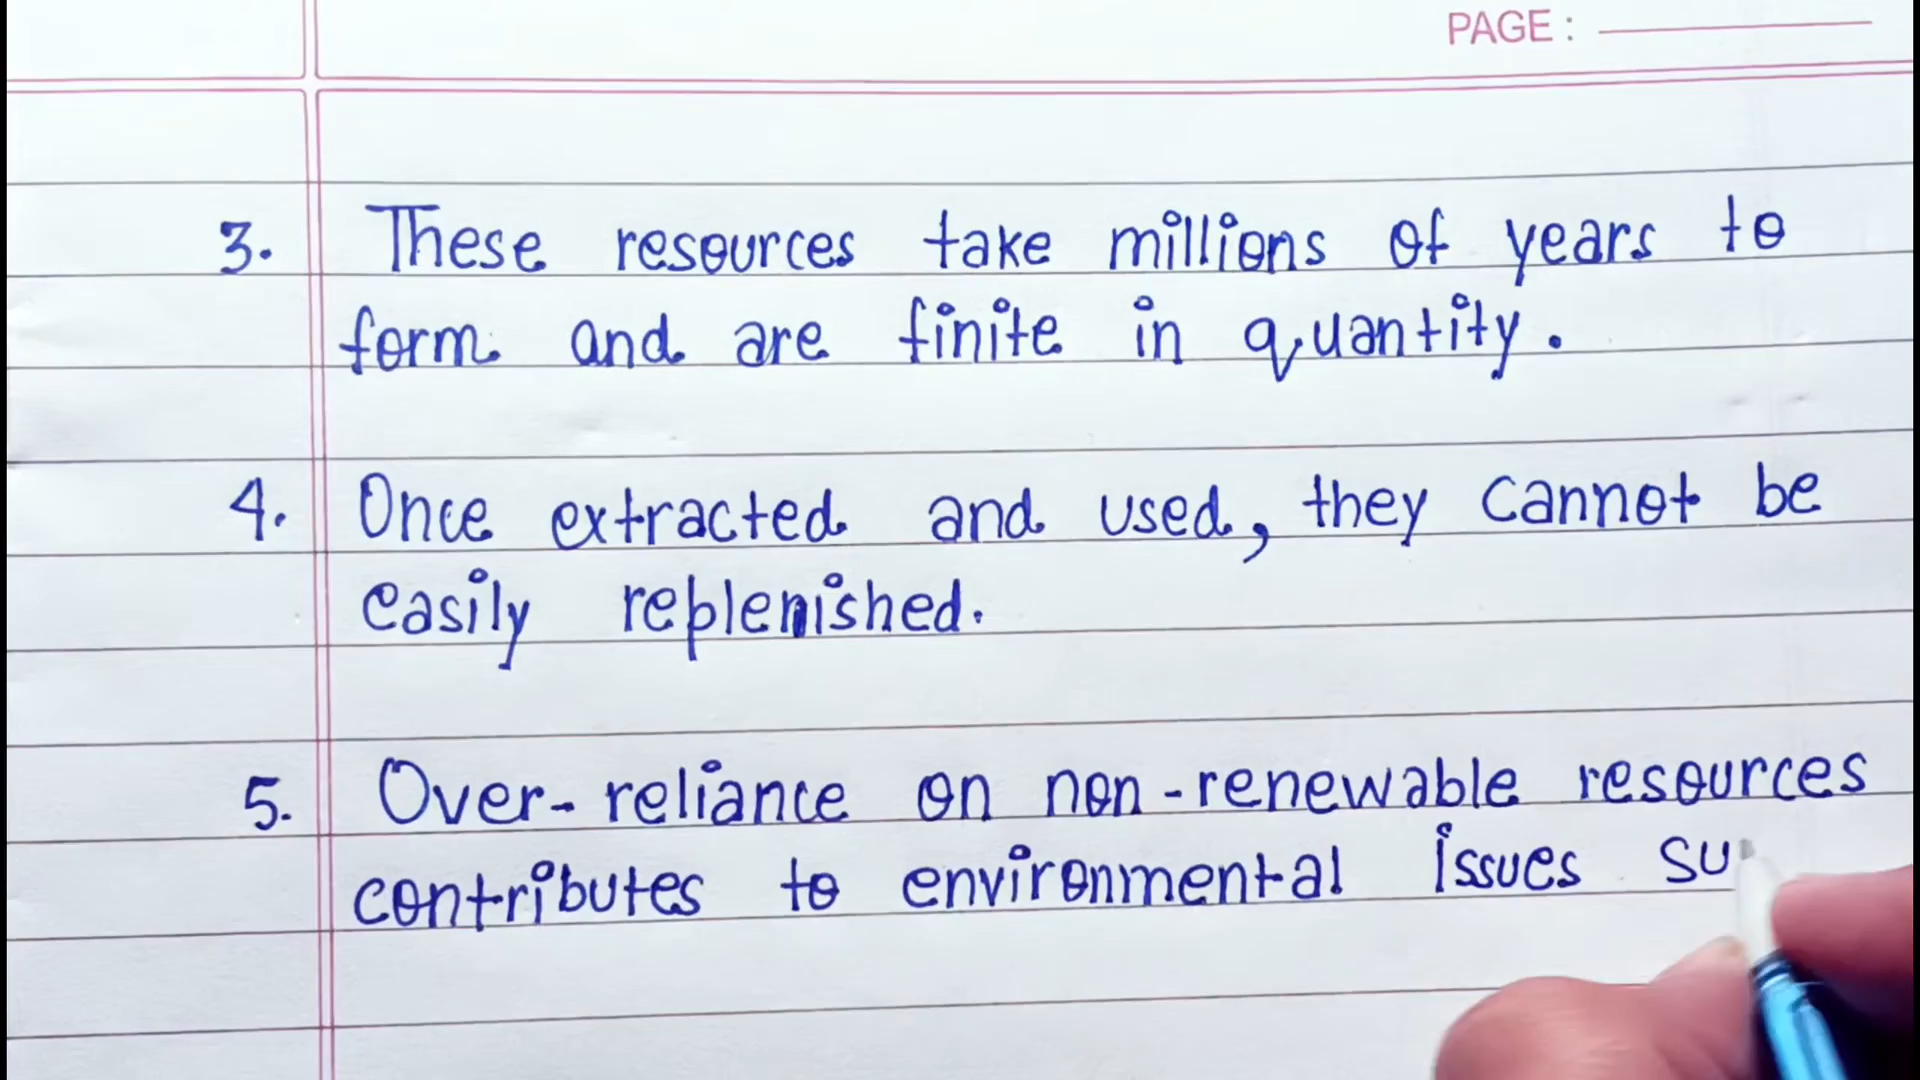 PAGE :
3. These resources take millions of years to
form and are finite in quantity.
4. Once extracted and used, they cannot be
easily replenished.
5. Over-reliance on non-renewable resources
contributes to environmental issues su